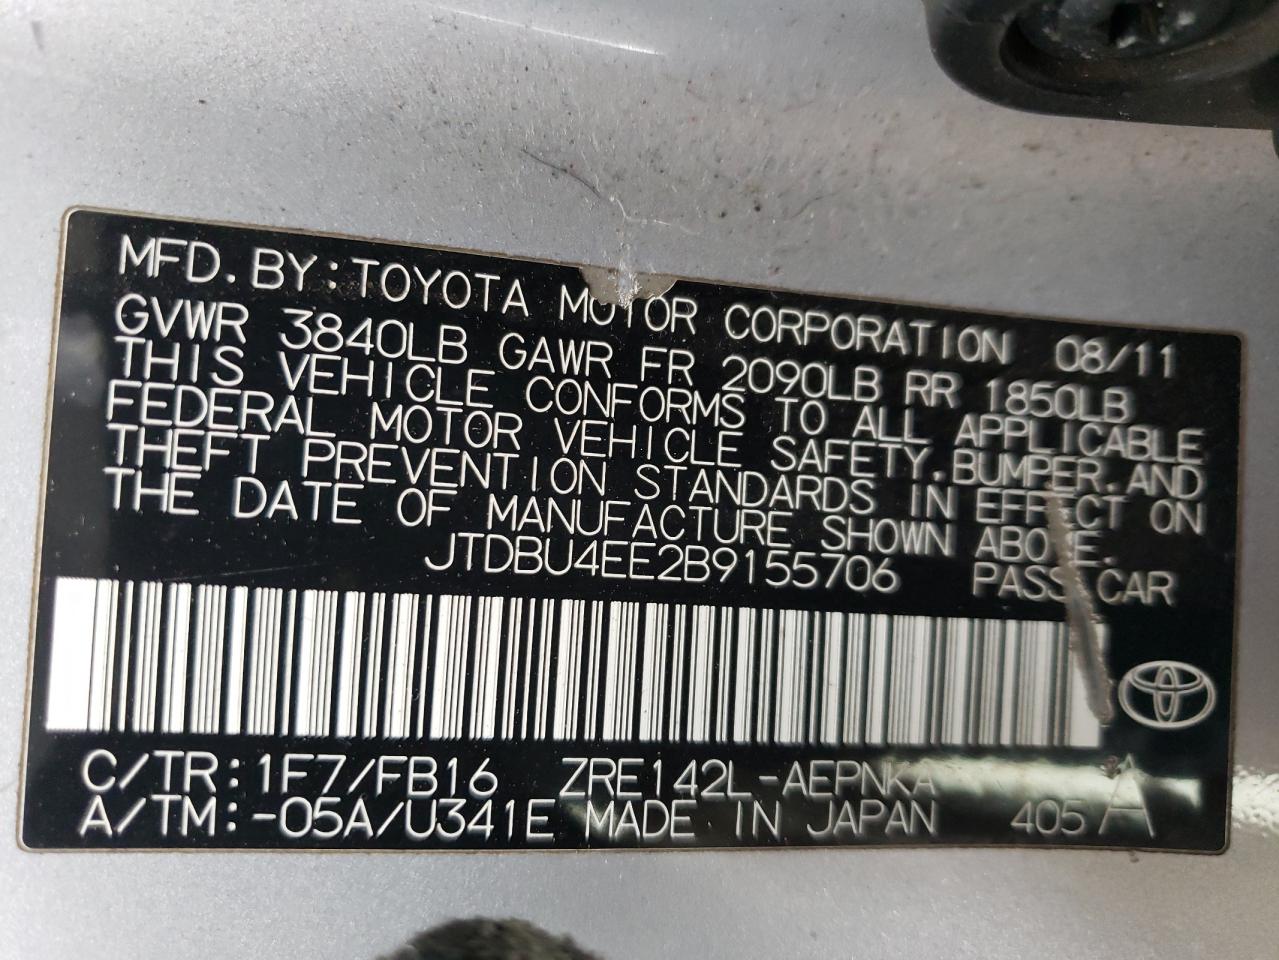 MFD.BY:TOYOTA MOTOR CORPORATION 08/11
GVWR 3840LB GAWR FR 2090LB RR 1850LB
THIS VEHICLE CONFORMS TO ALL APPLICABLE
FEDERAL MOTOR VEHICLE SAFETY,BUMPER,AND
THEFT PREVENTION STANDARDS IN EFFECT ON
THE DATE OF MANUFACTURE SHOWN ABOVE.
JTDBU4EE2B9155706 PASS CAR
C/TR:1F7/FB16 ZRE142L-AEPNKA
A/TM:-05A/U341E MADE IN JAPAN 405 A